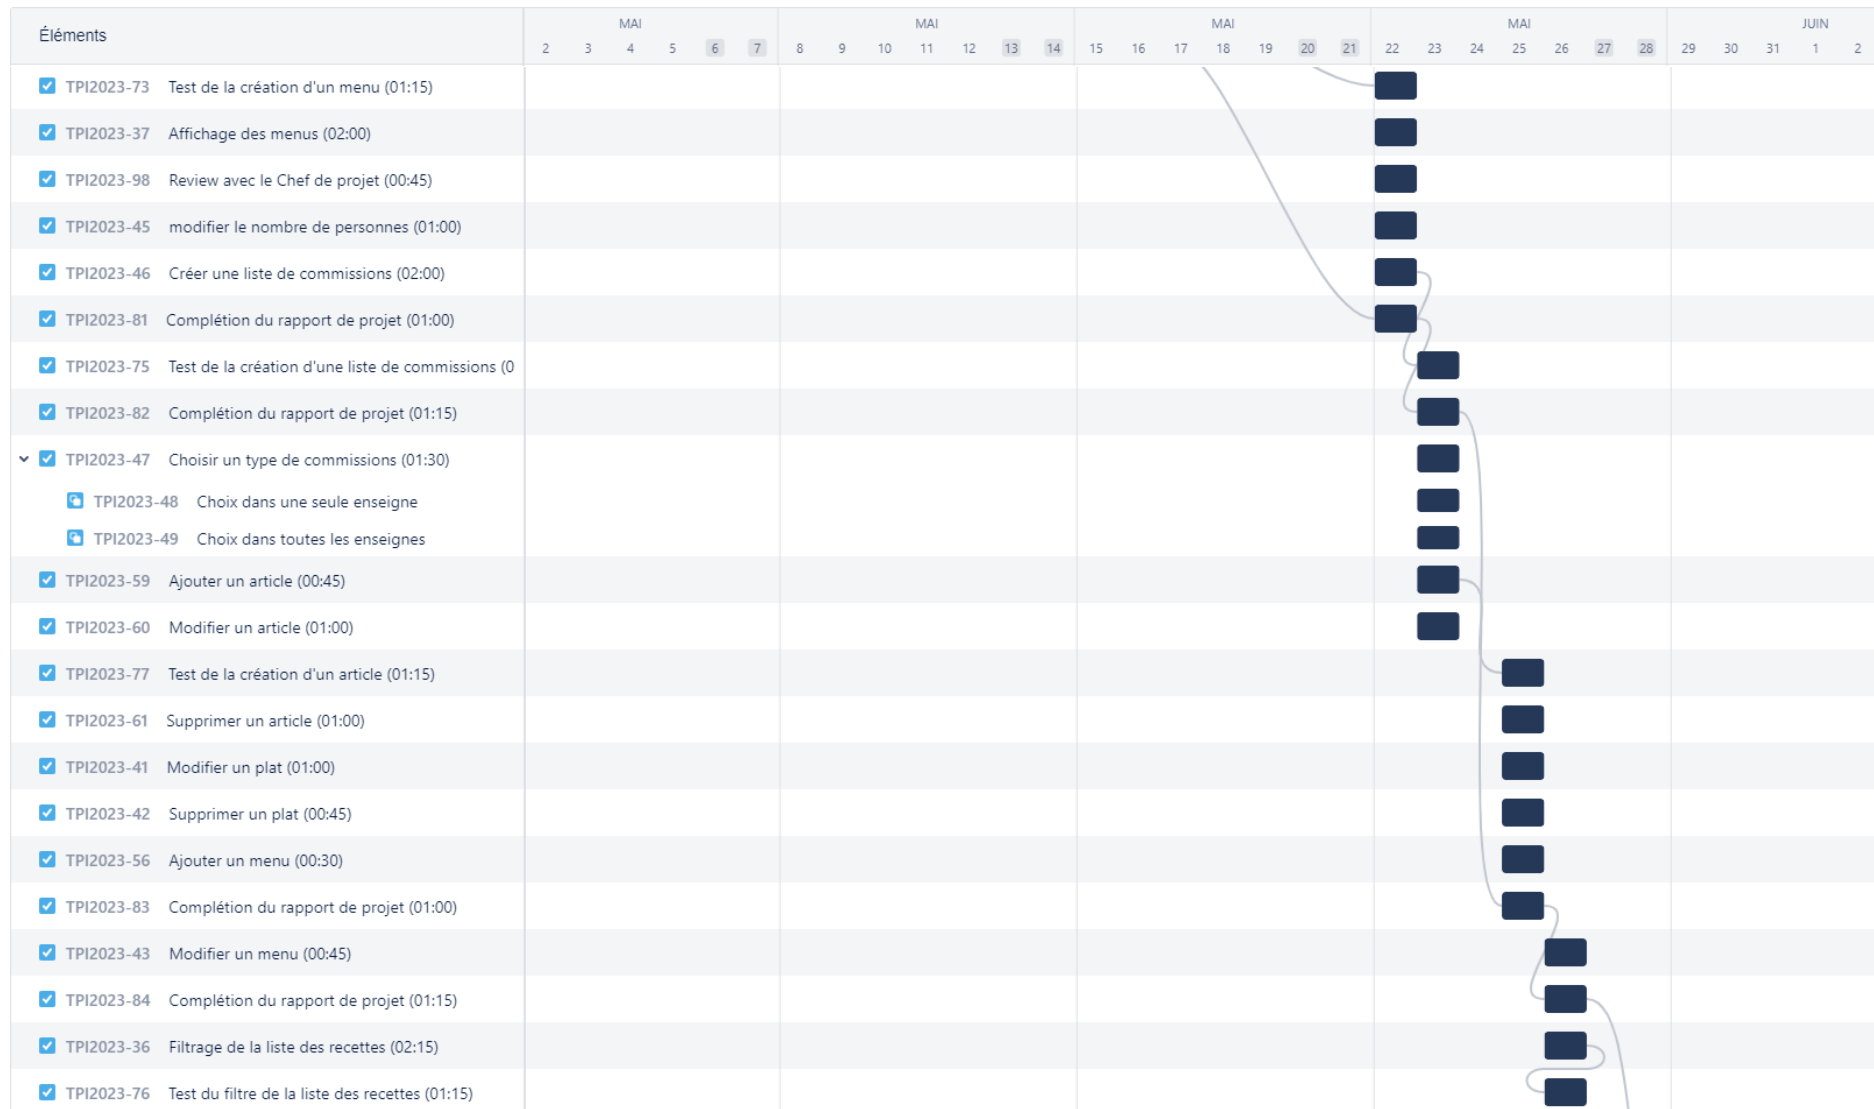 Éléments
MAI MAI MAI MAI JUIN
2 3 4 5 6 7 8 9 10 11 12 13 14 15 16 17 18 19 20 21 22 23 24 25 26 27 28 29 30 31 1 2
TPI2023-73 Test de la création d'un menu (01:15)
TPI2023-37 Affichage des menus (02:00)
TPI2023-98 Review avec le Chef de projet (00:45)
TPI2023-45 modifier le nombre de personnes (01:00)
TPI2023-46 Créer une liste de commissions (02:00)
TPI2023-81 Complétion du rapport de projet (01:00)
TPI2023-75 Test de la création d'une liste de commissions (0
TPI2023-82 Complétion du rapport de projet (01:15)
TPI2023-47 Choisir un type de commissions (01:30)
TPI2023-48 Choix dans une seule enseigne
TPI2023-49 Choix dans toutes les enseignes
TPI2023-59 Ajouter un article (00:45)
TPI2023-60 Modifier un article (01:00)
TPI2023-77 Test de la création d'un article (01:15)
TPI2023-61 Supprimer un article (01:00)
TPI2023-41 Modifier un plat (01:00)
TPI2023-42 Supprimer un plat (00:45)
TPI2023-56 Ajouter un menu (00:30)
TPI2023-83 Complétion du rapport de projet (01:00)
TPI2023-43 Modifier un menu (00:45)
TPI2023-84 Complétion du rapport de projet (01:15)
TPI2023-36 Filtrage de la liste des recettes (02:15)
TPI2023-76 Test du filtre de la liste des recettes (01:15)